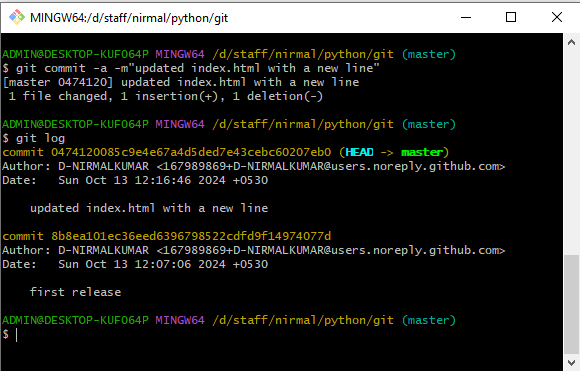 MINGW64:/d/staff/nirmal/python/git
ADMIN@DESKTOP-KUFO64P MINGW64 /d/staff/nirmal/python/git (master)
$ git commit -a -m"updated index.html with a new line"
[master 0474120] updated index.html with a new line
 1 file changed, 1 insertion(+), 1 deletion(-)
ADMIN@DESKTOP-KUFO64P MINGW64 /d/staff/nirmal/python/git (master)
$ git log
commit 0474120085c9e4e67a4d5ded7e43cebc60207eb0 (HEAD -> master)
Author: D-NIRMALKUMAR <167989869+D-NIRMALKUMAR@users.noreply.github.com>
Date:   Sun Oct 13 12:16:46 2024 +0530
    updated index.html with a new line
commit 8b8ea101ec36eed6396798522cdfd9f14974077d
Author: D-NIRMALKUMAR <167989869+D-NIRMALKUMAR@users.noreply.github.com>
Date:   Sun Oct 13 12:07:06 2024 +0530
    first release
ADMIN@DESKTOP-KUFO64P MINGW64 /d/staff/nirmal/python/git (master)
$